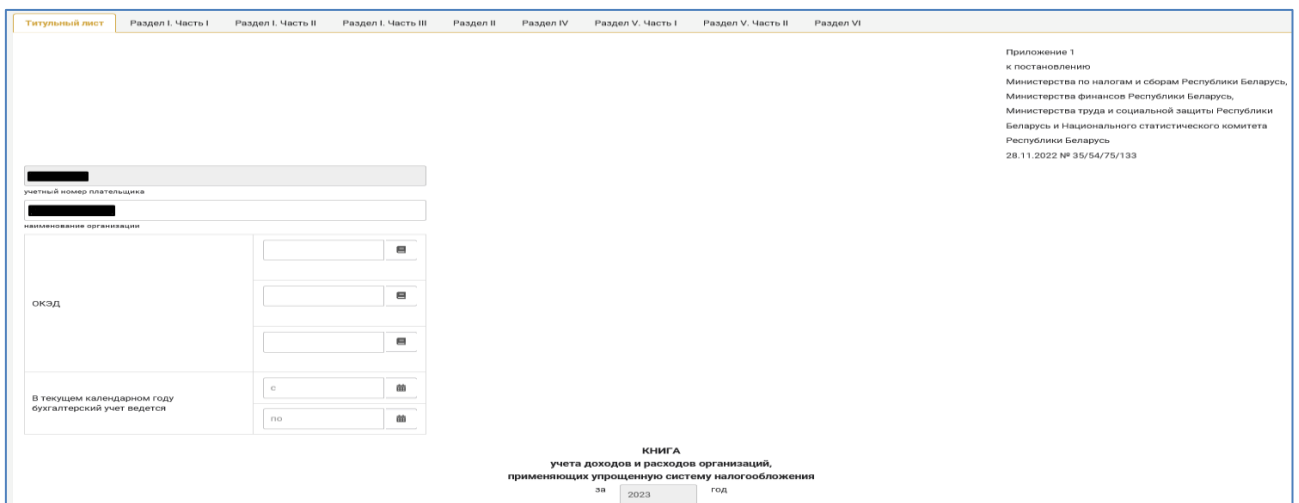 Титульный лист Раздел I. Часть I Раздел I. Часть II Раздел I. Часть III Раздел II Раздел IV Раздел V. Часть I Раздел V. Часть II Раздел VI
Приложение 1
к постановлению
Министерства по налогам и сборам Республики Беларусь,
Министерства финансов Республики Беларусь,
Министерства труда и социальной защиты Республики
Беларусь и Национального статистического комитета
Республики Беларусь
28.11.2022 № 35/54/75/133
учетный номер плательщика
наименование организации
ОКЭД
В текущем календарном году
бухгалтерский учет ведется
с
по
КНИГА
учета доходов и расходов организаций,
применяющих упрощенную систему налогообложения
за 2023 год